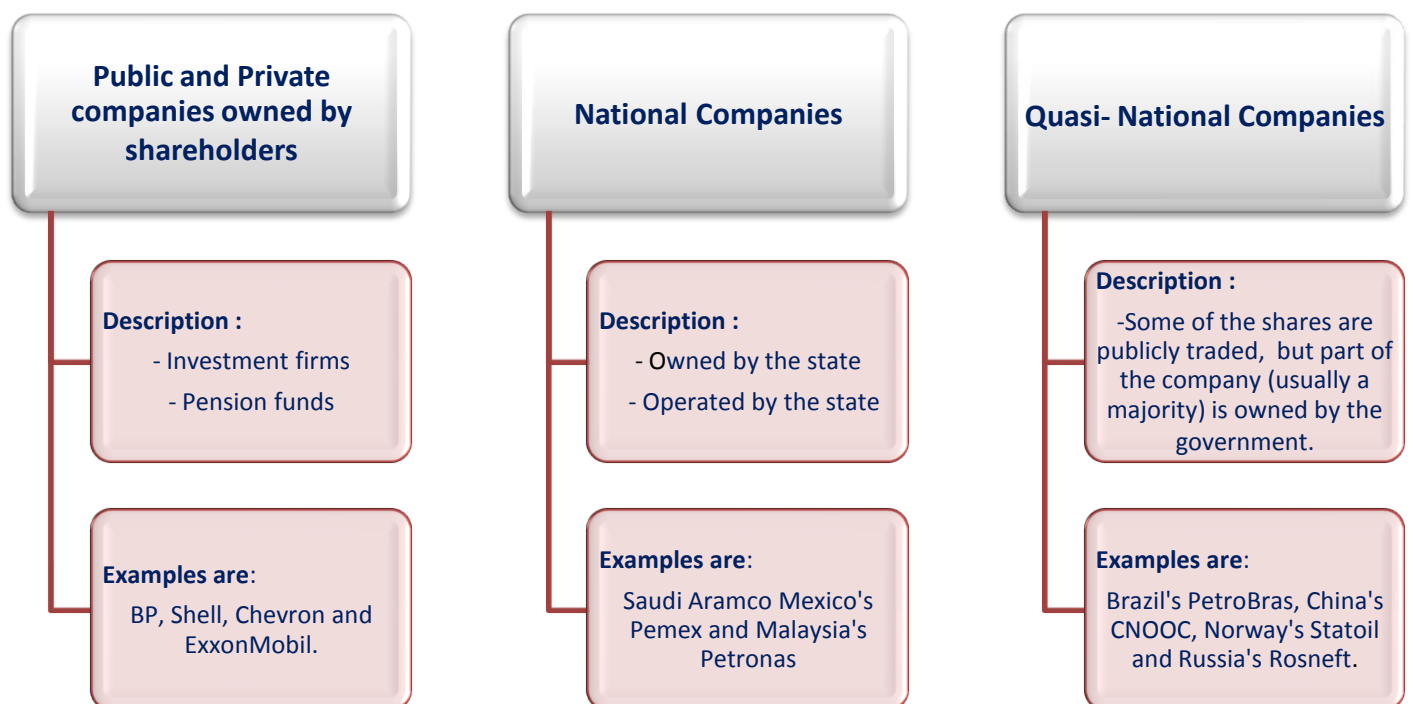 Public and Private
companies owned by
shareholders
Description :
- Investment firms
- Pension funds
Examples are:
BP, Shell, Chevron and
ExxonMobil.
National Companies
Description :
- Owned by the state
- Operated by the state
Examples are:
Saudi Aramco Mexico's
Pemex and Malaysia's
Petronas
Quasi- National Companies
Description :
-Some of the shares are
publicly traded,  but part of
the company (usually a
majority) is owned by the
government.
Examples are:
Brazil's PetroBras, China's
CNOOC, Norway's Statoil
and Russia's Rosneft.